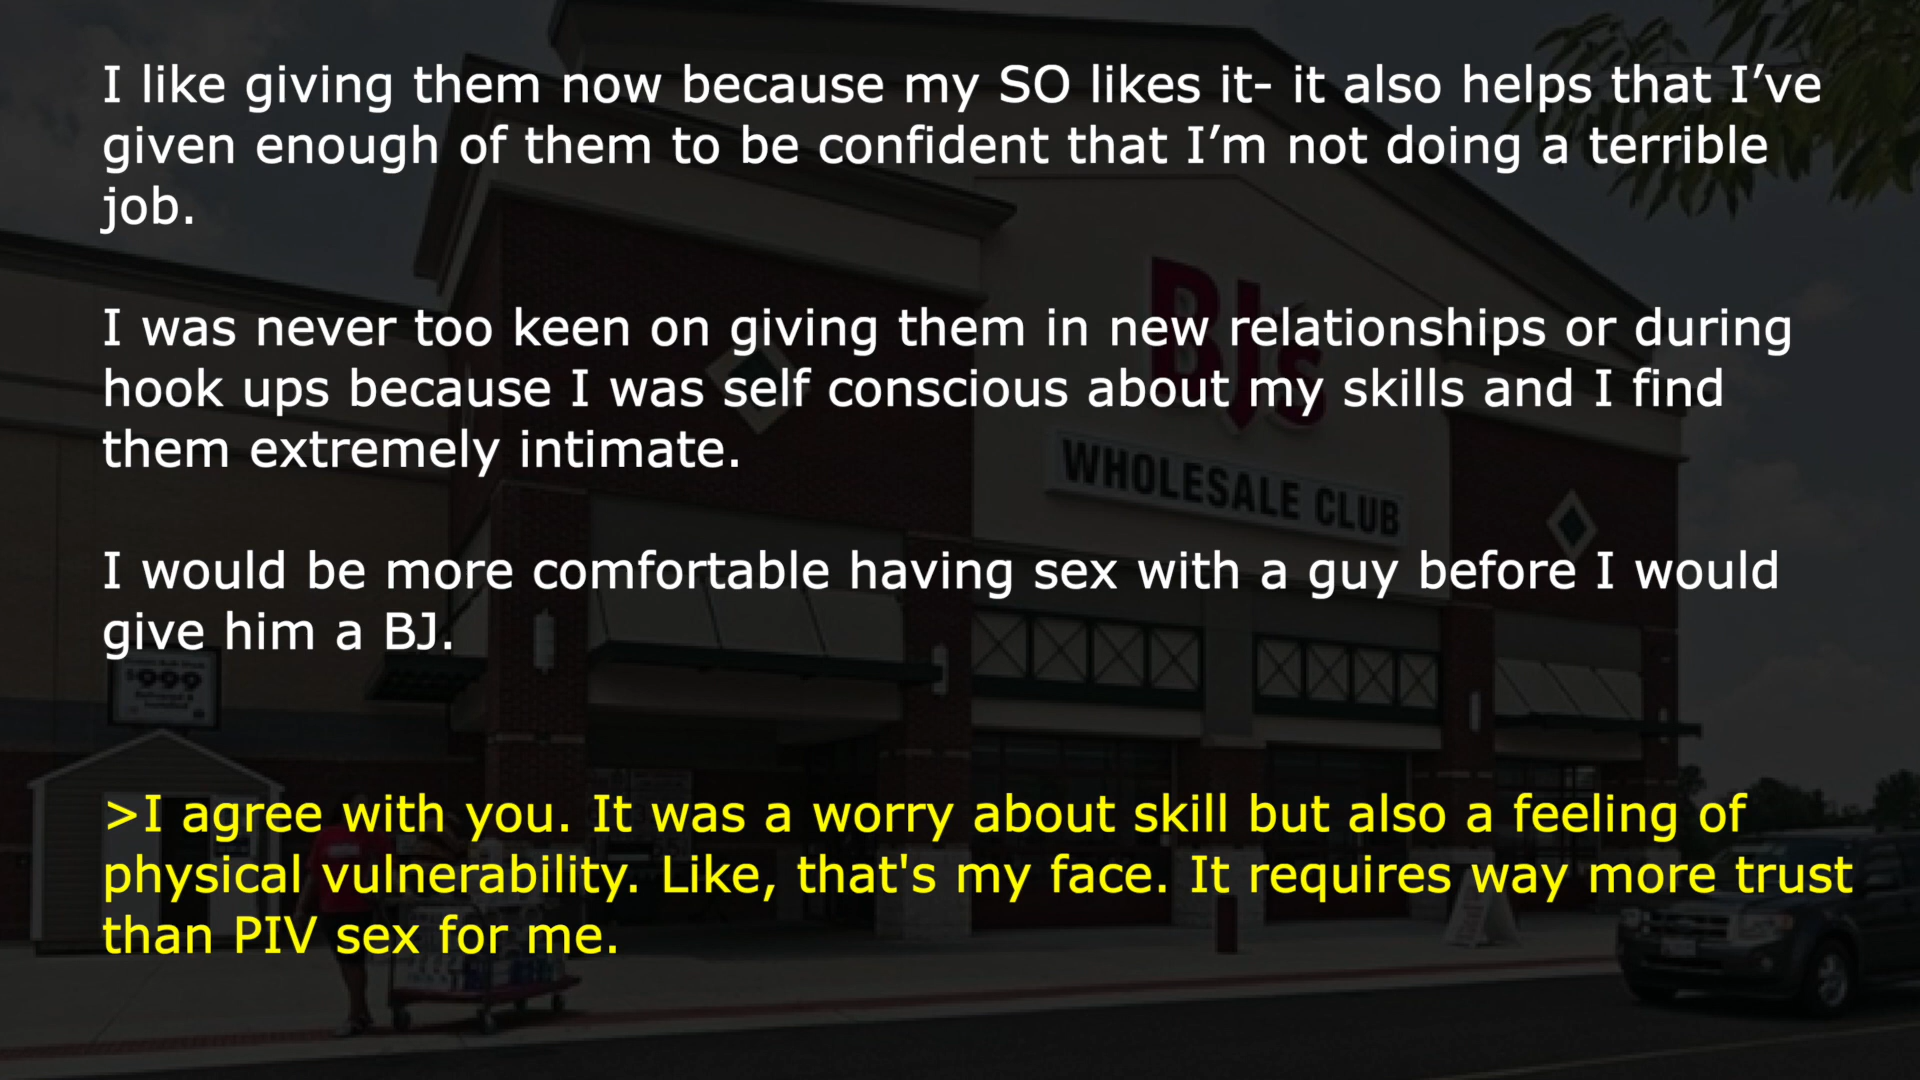 I like giving them now because my SO likes it- it also helps that I’ve
given enough of them to be confident that I’m not doing a terrible
job.
I was never too keen on giving them in new relationships or during
hook ups because I was self conscious about my skills and I find
them extremely intimate.
I would be more comfortable having sex with a guy before I would
give him a BJ.
>I agree with you. It was a worry about skill but also a feeling of
physical vulnerability. Like, that's my face. It requires way more trust
than PIV sex for me.
BJ's
WHOLESALE CLUB
$999